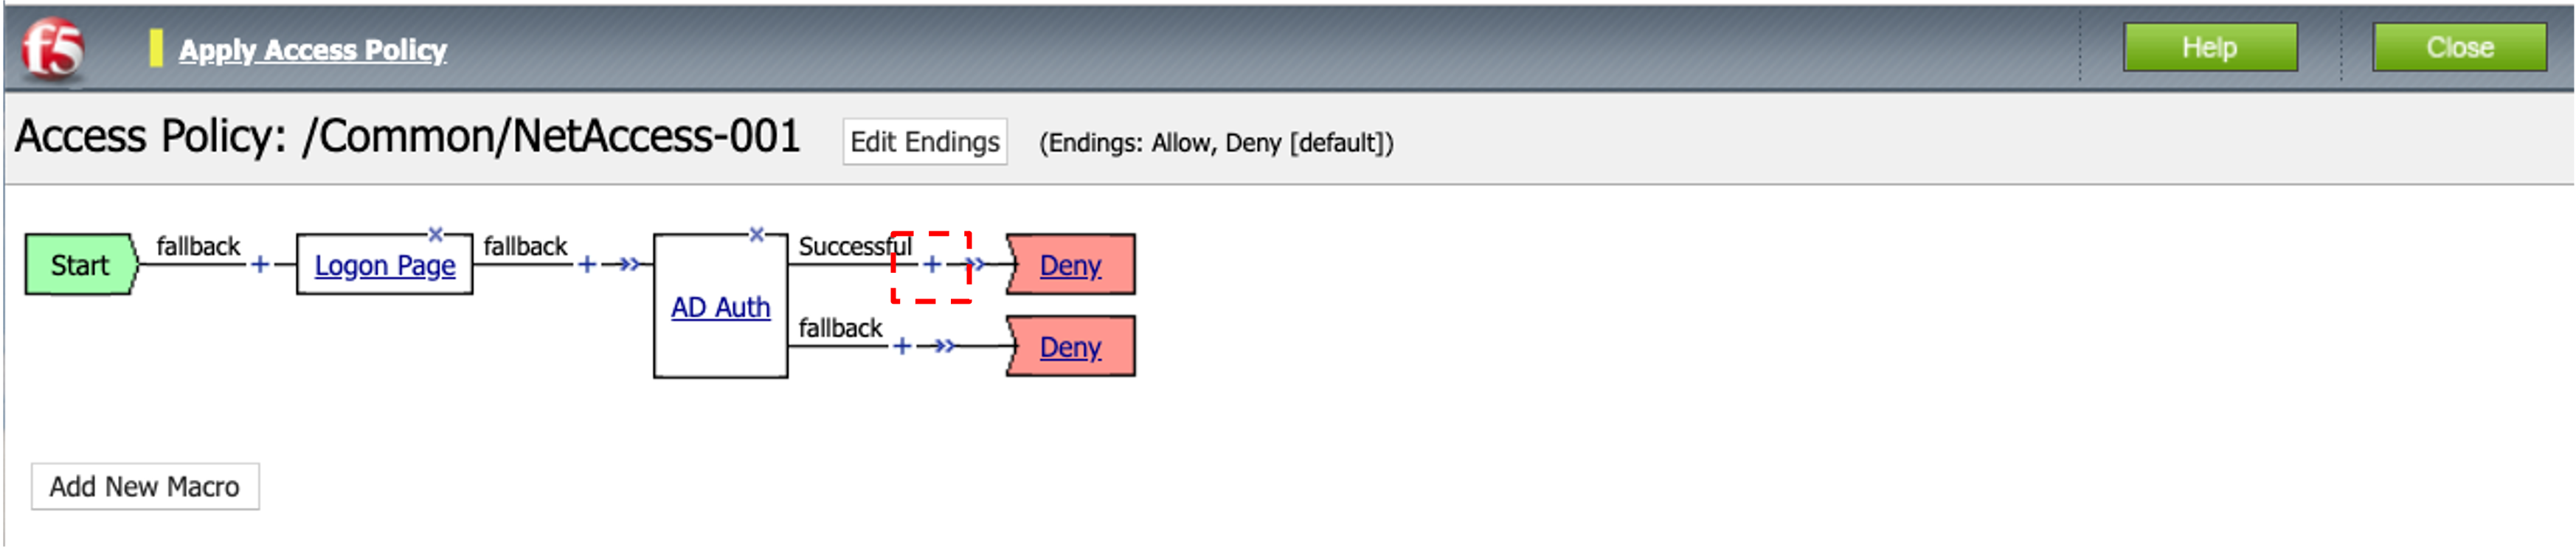 f5 Apply Access Policy Help Close
Access Policy: /Common/NetAccess-001 Edit Endings (Endings: Allow, Deny [default])
Start fallback + Logon Page fallback + AD Auth Successful + Deny
fallback + Deny
Add New Macro